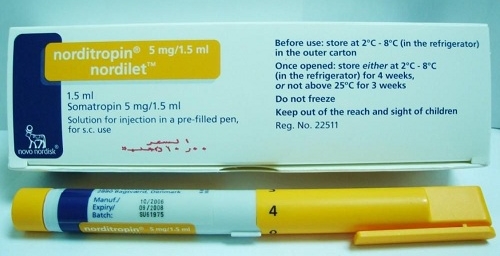 norditropin® 5 mg/1.5 ml
nordilet™
1.5 ml
Somatropin 5 mg/1.5 ml
Solution for injection in a pre-filled pen,
for s.c. use
novo nordisk®
Before use: store at 2°C - 8°C (in the refrigerator)
in the outer carton
Once opened: store either at 2°C - 8°C
(in the refrigerator) for 4 weeks,
or not above 25°C for 3 weeks
Do not freeze
Keep out of the reach and sight of children
Reg. No. 22511
السعر
2880 Bagsværd, Denmark
Manuf./ 10/2006
Expiry/ 09/2008
Batch: SU61975
norditropin® 5 mg/1.5 ml
4